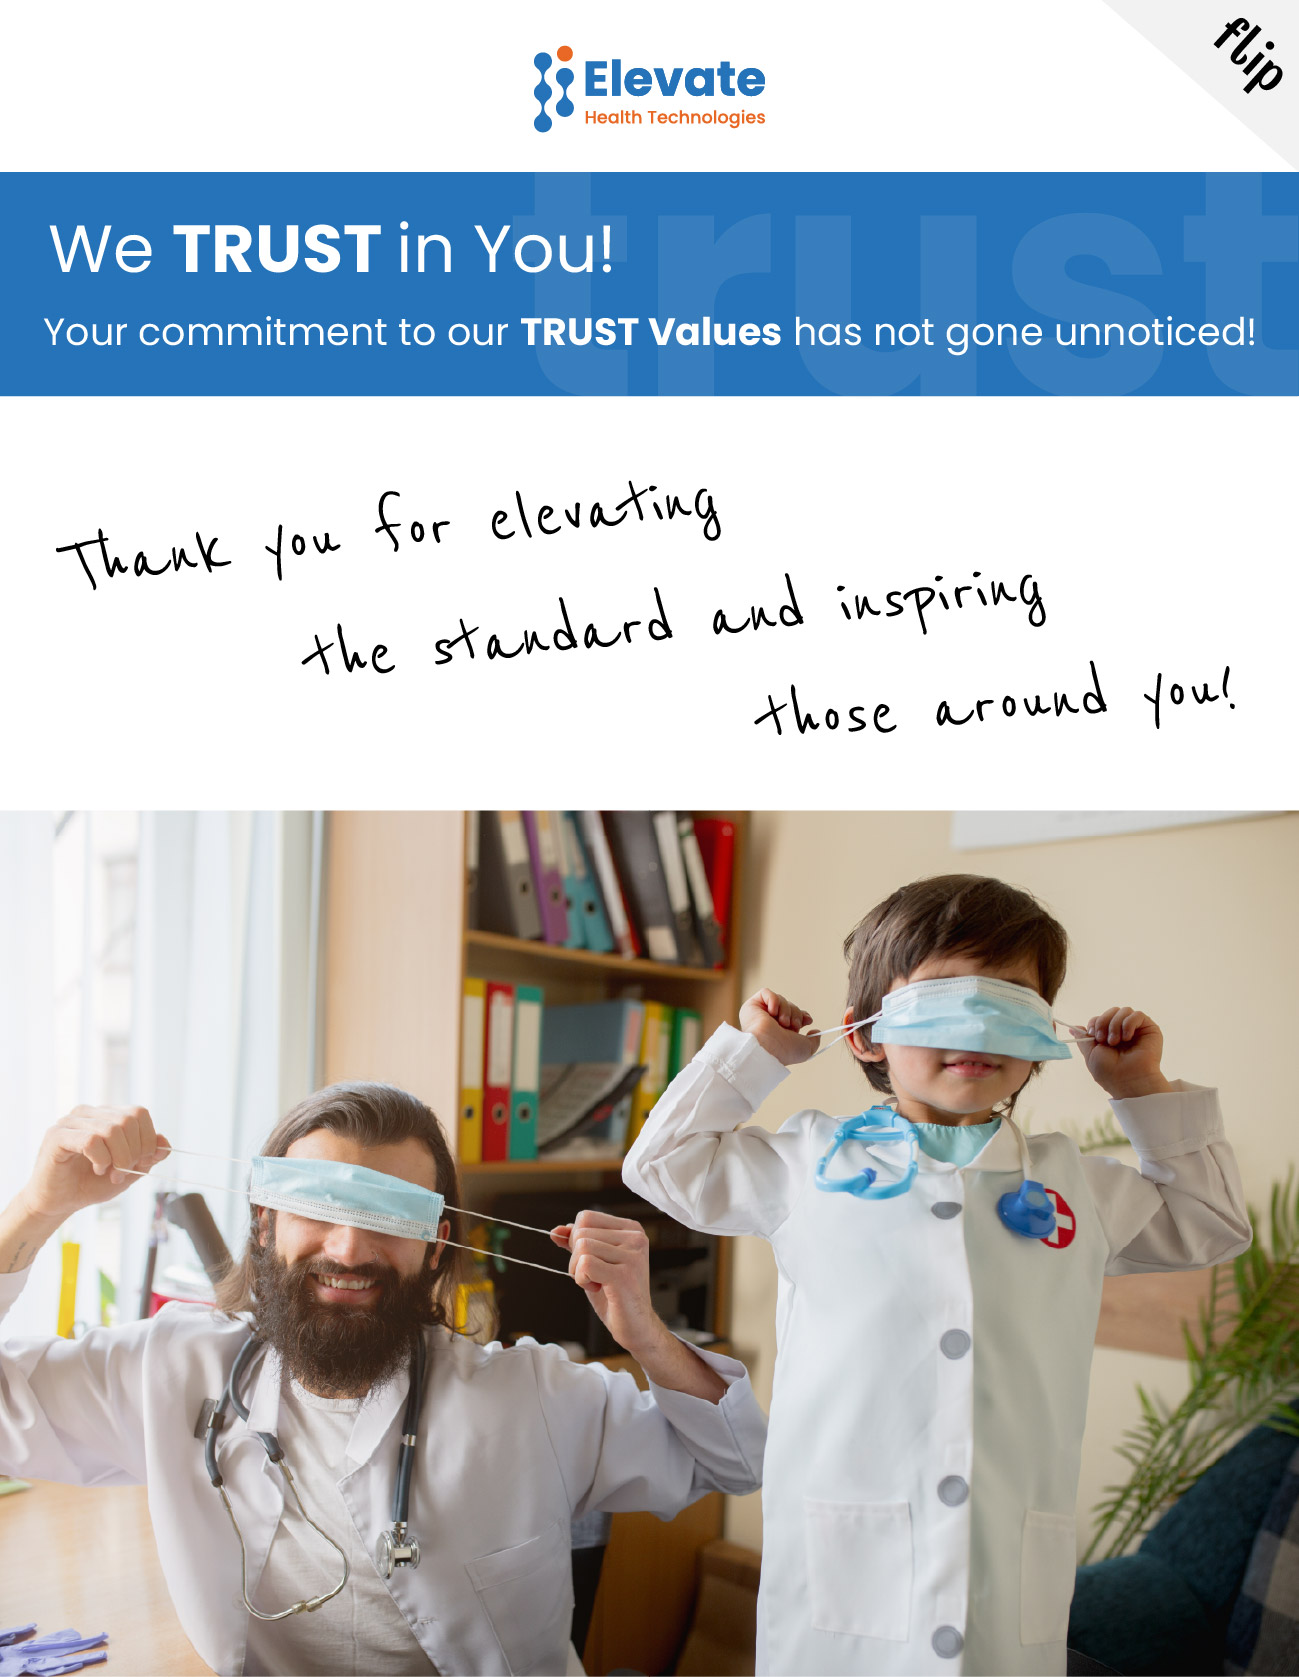 Elevate
Health Technologies
flip
trust
We TRUST in You!
Your commitment to our TRUST Values has not gone unnoticed!
Thank you for elevating
the standard and inspiring
those around you!